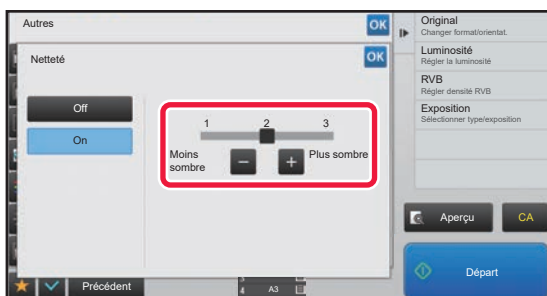 Autres
OK
Netteté
OK
Off
On
1 2 3
Moins
sombre
Plus sombre
Précédent
4 A3
Original
Changer format/orientat.
Luminosité
Régler la luminosité
RVB
Régler densité RVB
Exposition
Sélectionner type/exposition
Aperçu
CA
Départ